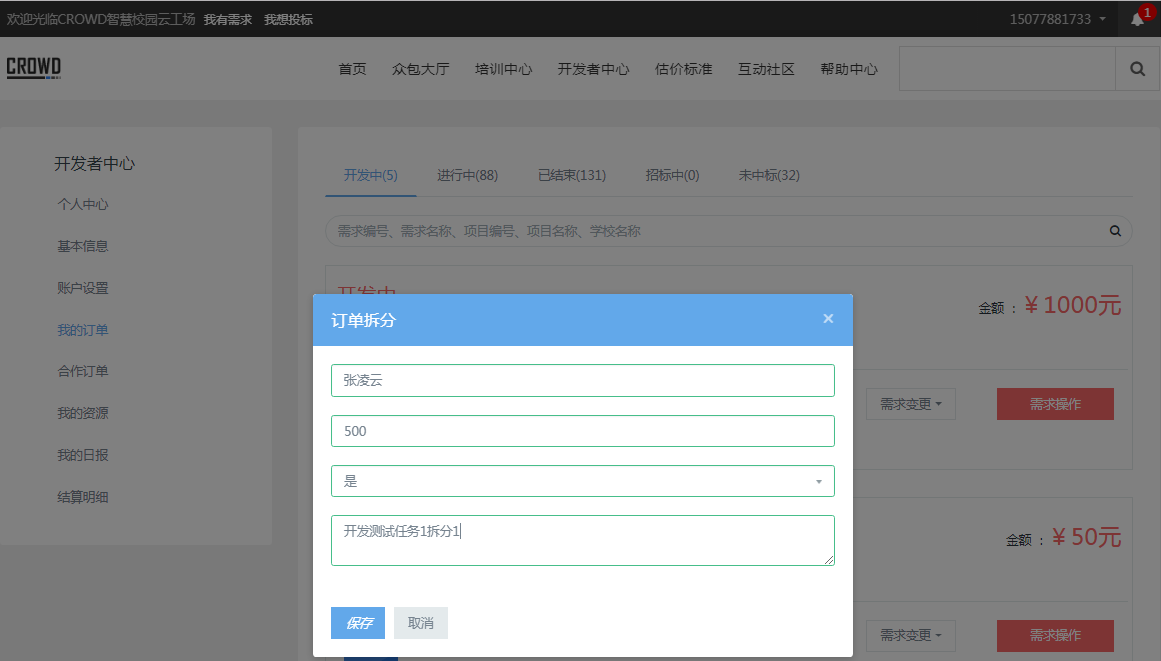 欢迎光临CROWD智慧校园云工场 我有需求 我想投标 15077881733 1
CROWD 首页 众包大厅 培训中心 开发者中心 估价标准 互动社区 帮助中心
开发者中心
个人中心
基本信息
账户设置
我的订单
合作订单
我的资源
我的日报
结算明细
开发中(5) 进行中(88) 已结束(131) 招标中(0) 未中标(32)
需求编号、需求名称、项目编号、项目名称、学校名称
开发中
金额 : ¥1000元
需求变更 需求操作
订单拆分 ×
张凌云
500
是
开发测试任务1拆分1
保存 取消
金额 : ¥50元
需求变更 需求操作